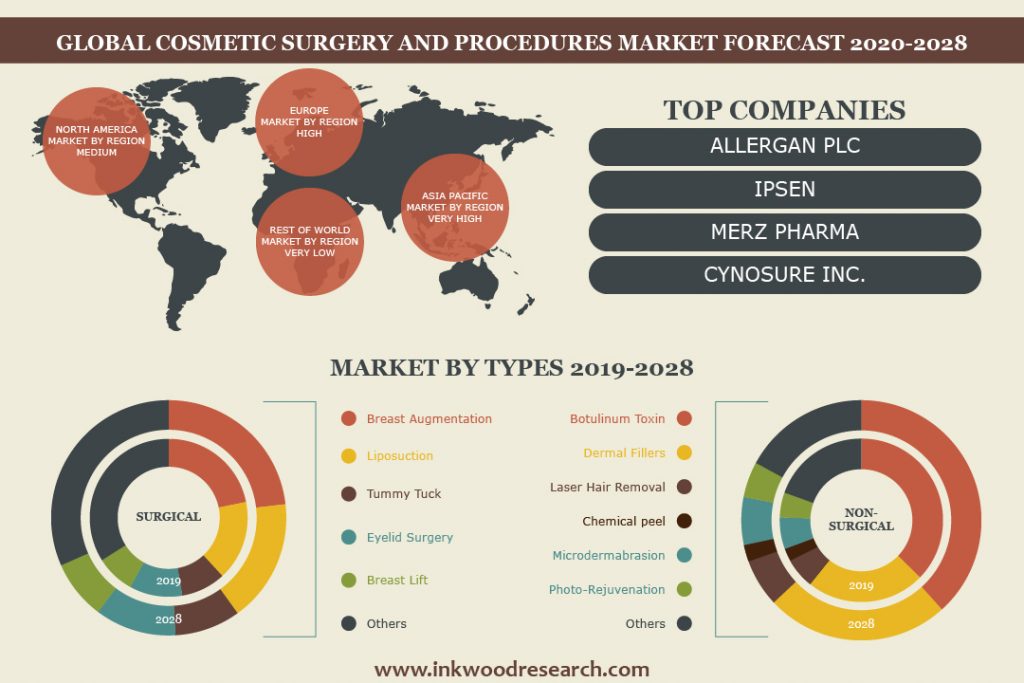 GLOBAL COSMETIC SURGERY AND PROCEDURES MARKET FORECAST 2020-2028
NORTH AMERICA
MARKET BY REGION
MEDIUM
EUROPE
MARKET BY REGION
HIGH
ASIA PACIFIC
MARKET BY REGION
VERY HIGH
REST OF WORLD
MARKET BY REGION
VERY LOW
TOP COMPANIES
ALLERGAN PLC
IPSEN
MERZ PHARMA
CYNOSURE INC.
MARKET BY TYPES 2019-2028
SURGICAL
2019
2028
Breast Augmentation
Liposuction
Tummy Tuck
Eyelid Surgery
Breast Lift
Others
Botulinum Toxin
Dermal Fillers
Laser Hair Removal
Chemical peel
Microdermabrasion
Photo-Rejuvenation
Others
NON-
SURGICAL
2019
2028
www.inkwoodresearch.com